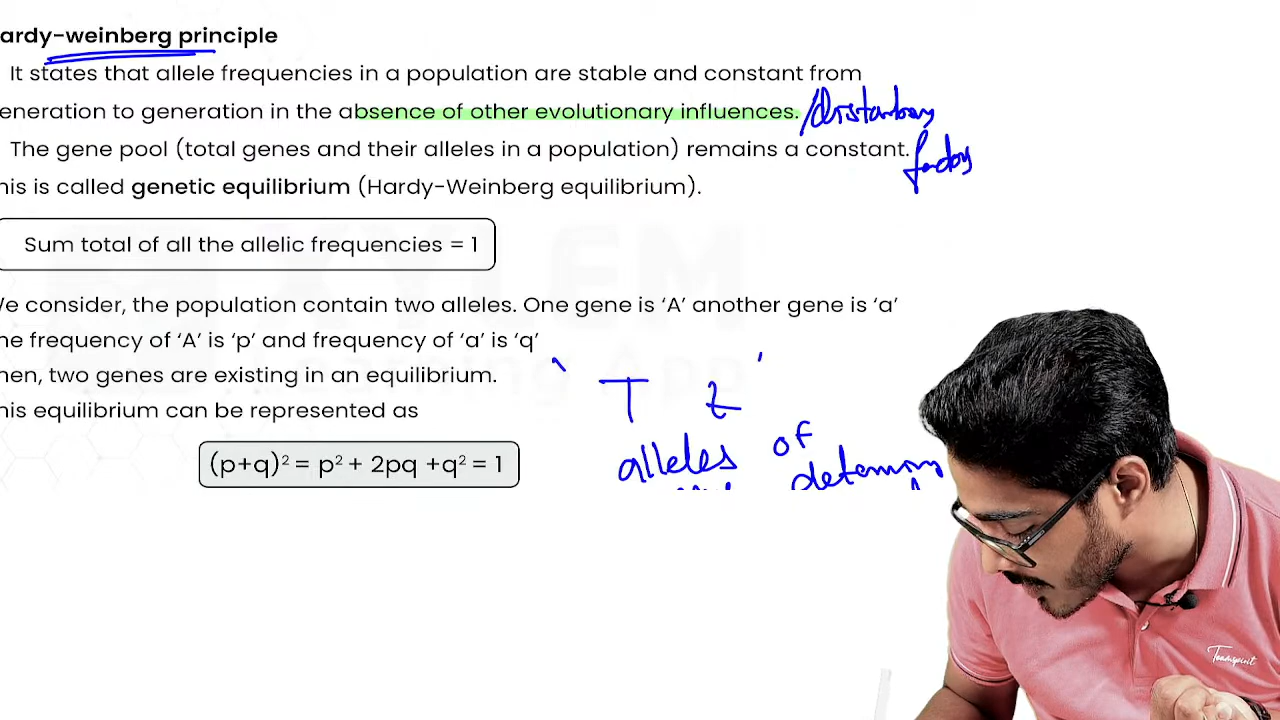 ardy-weinberg principle
It states that allele frequencies in a population are stable and constant from
eneration to generation in the absence of other evolutionary influences.
The gene pool (total genes and their alleles in a population) remains a constant.
factors
his is called genetic equilibrium (Hardy-Weinberg equilibrium).
Sum total of all the allelic frequencies = 1
We consider, the population contain two alleles. One gene is ‘A’ another gene is ‘a’
he frequency of ‘A’ is ‘p’ and frequency of ‘a’ is ‘q’
hen, two genes are existing in an equilibrium.
his equilibrium can be represented as
T t
alleles of
(p+q)² = p² + 2pq +q² = 1
XYLEM
Learning App
Teamspirit